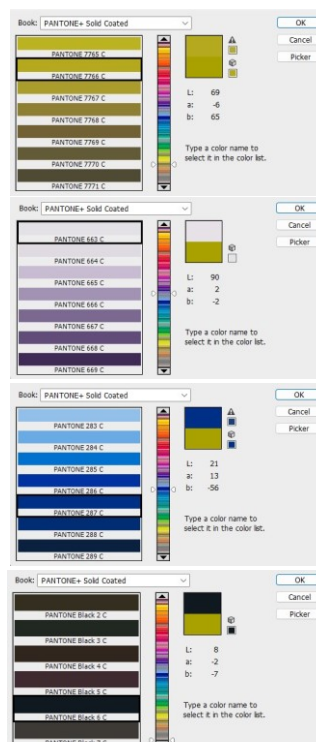 Book: PANTONE+ Solid Coated
OK
Cancel
Picker
PANTONE 7765 C
PANTONE 7766 C
PANTONE 7767 C
PANTONE 7768 C
PANTONE 7769 C
PANTONE 7770 C
PANTONE 7771 C
L: 69
a: -6
b: 65
Type a color name to
select it in the color list.
Book: PANTONE+ Solid Coated
OK
Cancel
Picker
PANTONE 663 C
PANTONE 664 C
PANTONE 665 C
PANTONE 666 C
PANTONE 667 C
PANTONE 668 C
PANTONE 669 C
L: 90
a: 2
b: -2
Type a color name to
select it in the color list.
Book: PANTONE+ Solid Coated
OK
Cancel
Picker
PANTONE 283 C
PANTONE 284 C
PANTONE 285 C
PANTONE 286 C
PANTONE 287 C
PANTONE 288 C
PANTONE 289 C
L: 21
a: 13
b: -56
Type a color name to
select it in the color list.
Book: PANTONE+ Solid Coated
OK
Cancel
Picker
PANTONE Black 2 C
PANTONE Black 3 C
PANTONE Black 4 C
PANTONE Black 5 C
PANTONE Black 6 C
L: 8
a: -2
b: -7
Type a color name to
select it in the color list.